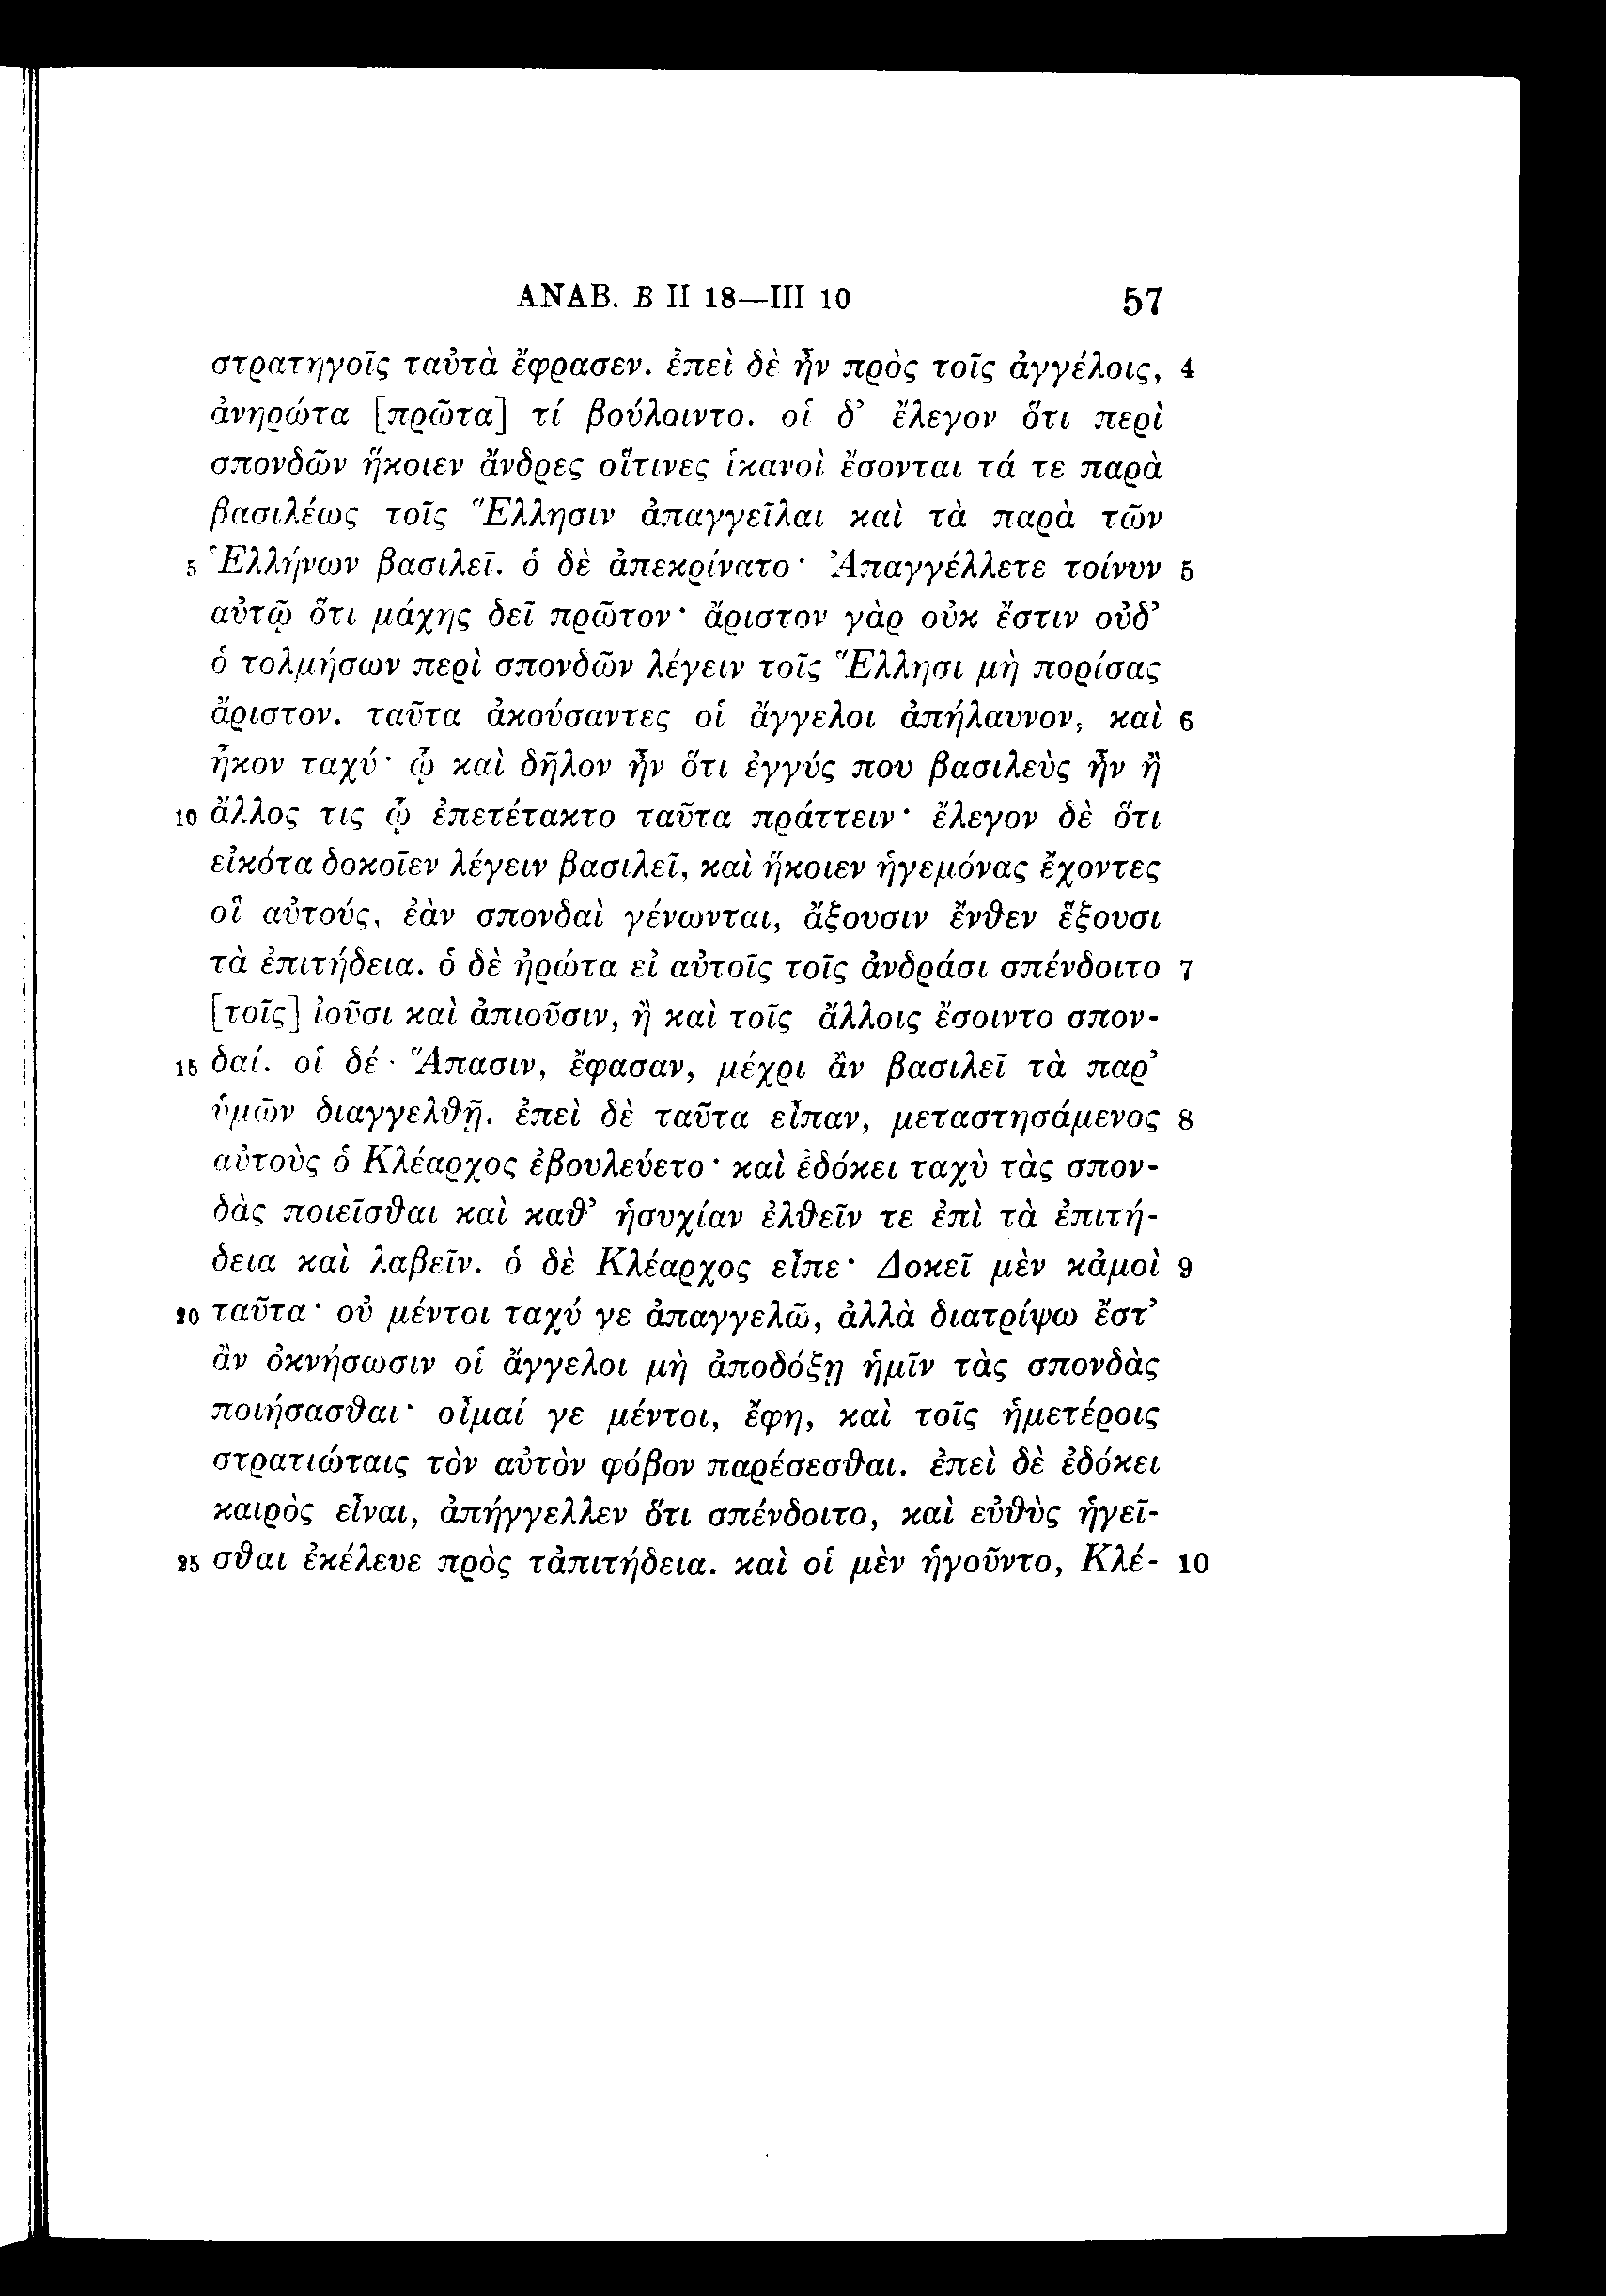 ΑΝΑΒ. Β II 18—III 10 57
στρατηγοῖς ταὐτὰ ἔφρασεν. ἐπεὶ δὲ ἦν πρὸς τοῖς ἀγγέλοις, 4
ἀνηρώτα [πρῶτα] τί βούλοιντο. οἱ δ’ ἔλεγον ὅτι περὶ
σπονδῶν ἥκοιεν ἄνδρες οἵτινες ἱκανοὶ ἔσονται τά τε παρὰ
βασιλέως τοῖς Ἕλλησιν ἀπαγγεῖλαι καὶ τὰ παρὰ τῶν
5 Ἑλλήνων βασιλεῖ. ὁ δὲ ἀπεκρίνατο· Ἀπαγγέλλετε τοίνυν 5
αὐτῷ ὅτι μάχης δεῖ πρῶτον· ἄριστον γὰρ οὐκ ἔστιν οὐδ’
ὁ τολμήσων περὶ σπονδῶν λέγειν τοῖς Ἕλλησι μὴ πορίσας
ἄριστον. ταῦτα ἀκούσαντες οἱ ἄγγελοι ἀπήλαυνον, καὶ 6
ἧκον ταχύ· ᾧ καὶ δῆλον ἦν ὅτι ἐγγύς που βασιλεὺς ἦν ἢ
10 ἄλλος τις ᾧ ἐπετέτακτο ταῦτα πράττειν· ἔλεγον δὲ ὅτι
εἰκότα δοκοῖεν λέγειν βασιλεῖ, καὶ ἥκοιεν ἡγεμόνας ἔχοντες
οἳ αὐτούς, ἐὰν σπονδαὶ γένωνται, ἄξουσιν ἔνθεν ἕξουσι
τὰ ἐπιτήδεια. ὁ δὲ ἠρώτα εἰ αὐτοῖς τοῖς ἀνδράσι σπένδοιτο 7
[τοῖς] ἰοῦσι καὶ ἀπιοῦσιν, ἢ καὶ τοῖς ἄλλοις ἔσοιντο σπον-
15 δαί. οἱ δέ· Ἅπασιν, ἔφασαν, μέχρι ἂν βασιλεῖ τὰ παρ’
ὑμῶν διαγγελθῇ. ἐπεὶ δὲ ταῦτα εἶπαν, μεταστησάμενος 8
αὐτοὺς ὁ Κλέαρχος ἐβουλεύετο· καὶ ἐδόκει ταχὺ τὰς σπον-
δὰς ποιεῖσθαι καὶ καθ’ ἡσυχίαν ἐλθεῖν τε ἐπὶ τὰ ἐπιτή-
δεια καὶ λαβεῖν. ὁ δὲ Κλέαρχος εἶπε· Δοκεῖ μὲν κἀμοὶ 9
20 ταῦτα· οὐ μέντοι ταχύ γε ἀπαγγελῶ, ἀλλὰ διατρίψω ἔστ’
ἂν ὀκνήσωσιν οἱ ἄγγελοι μὴ ἀποδόξῃ ἡμῖν τὰς σπονδὰς
ποιήσασθαι· οἶμαί γε μέντοι, ἔφη, καὶ τοῖς ἡμετέροις
στρατιώταις τὸν αὐτὸν φόβον παρέσεσθαι. ἐπεὶ δὲ ἐδόκει
καιρὸς εἶναι, ἀπήγγελλεν ὅτι σπένδοιτο, καὶ εὐθὺς ἡγεῖ-
25 σθαι ἐκέλευε πρὸς τἀπιτήδεια. καὶ οἱ μὲν ἡγοῦντο, Κλέ- 10